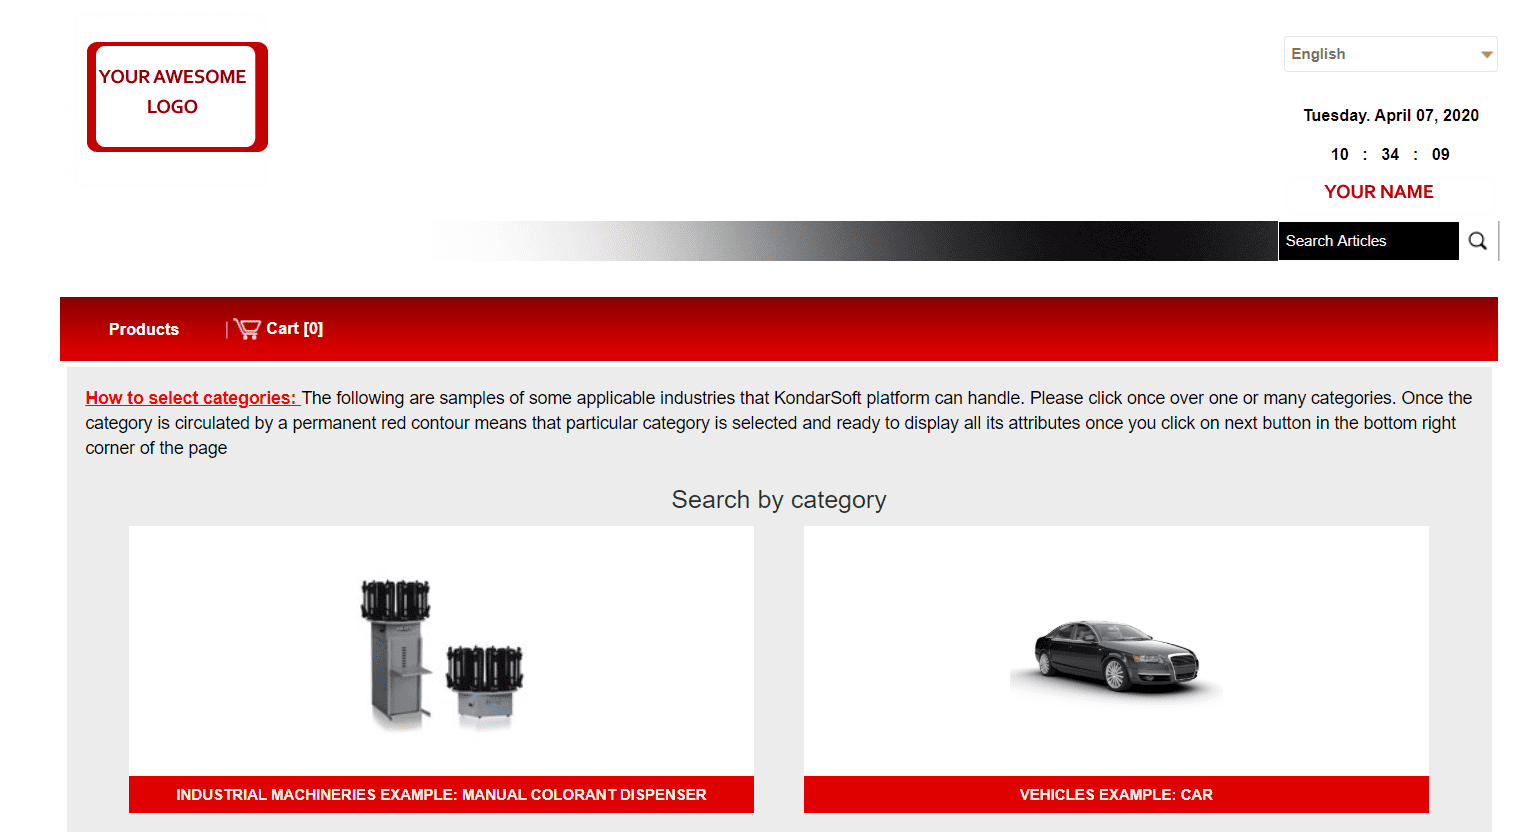 YOUR AWESOME
LOGO
English
Tuesday. April 07, 2020
10 : 34 : 09
YOUR NAME
Search Articles
Products
| Cart [0]
How to select categories: The following are samples of some applicable industries that KondarSoft platform can handle. Please click once over one or many categories. Once the
category is circulated by a permanent red contour means that particular category is selected and ready to display all its attributes once you click on next button in the bottom right
corner of the page
Search by category
INDUSTRIAL MACHINERIES EXAMPLE: MANUAL COLORANT DISPENSER
VEHICLES EXAMPLE: CAR